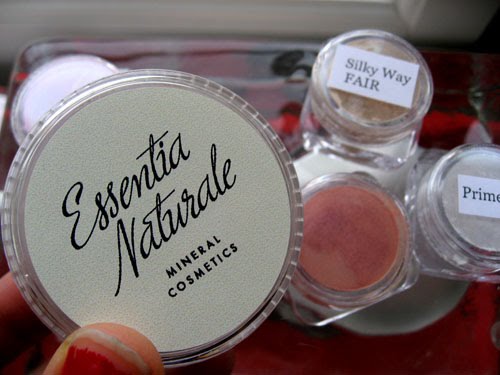 Essentia
Naturale
MINERAL
COSMETICS
Silky Way
FAIR
Prime